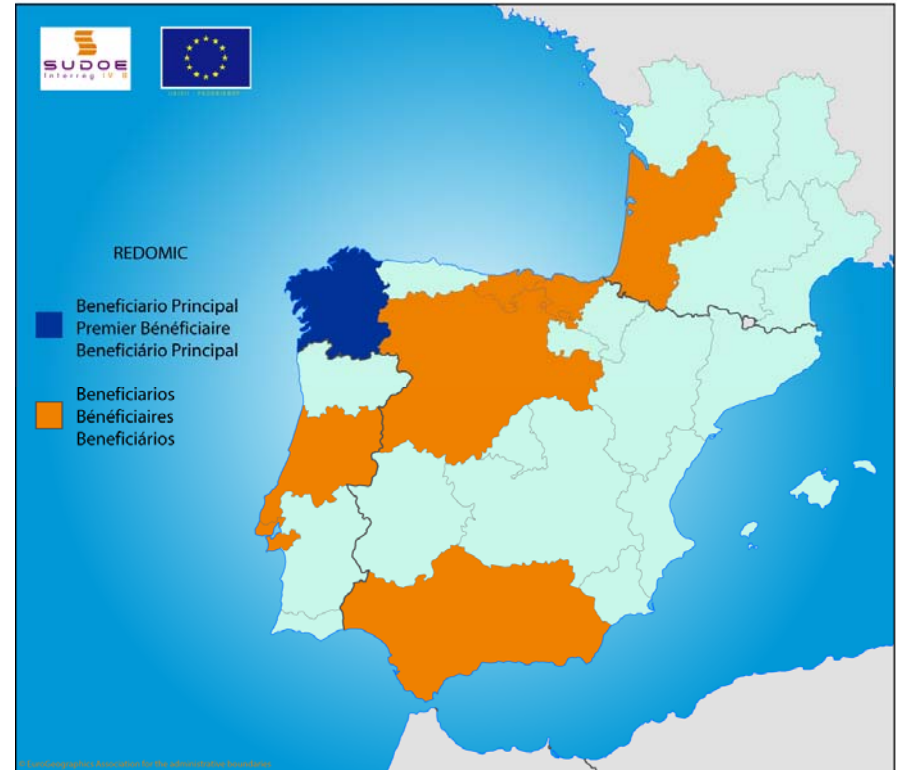 SUDOE
Interreg IV B
REDOMIC
Beneficiario Principal
Premier Bénéficiaire
Beneficiário Principal
Beneficiarios
Bénéficiaires
Beneficiários
© EuroGeographics Association for the administrative boundaries